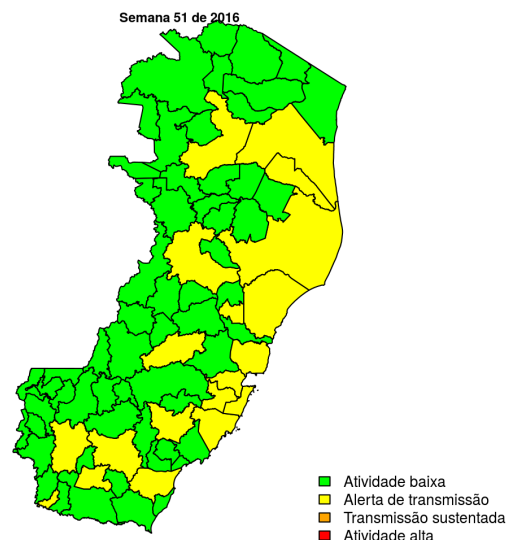 Semana 51 de 2016
Atividade baixa
Alerta de transmissão
Transmissão sustentada
Atividade alta